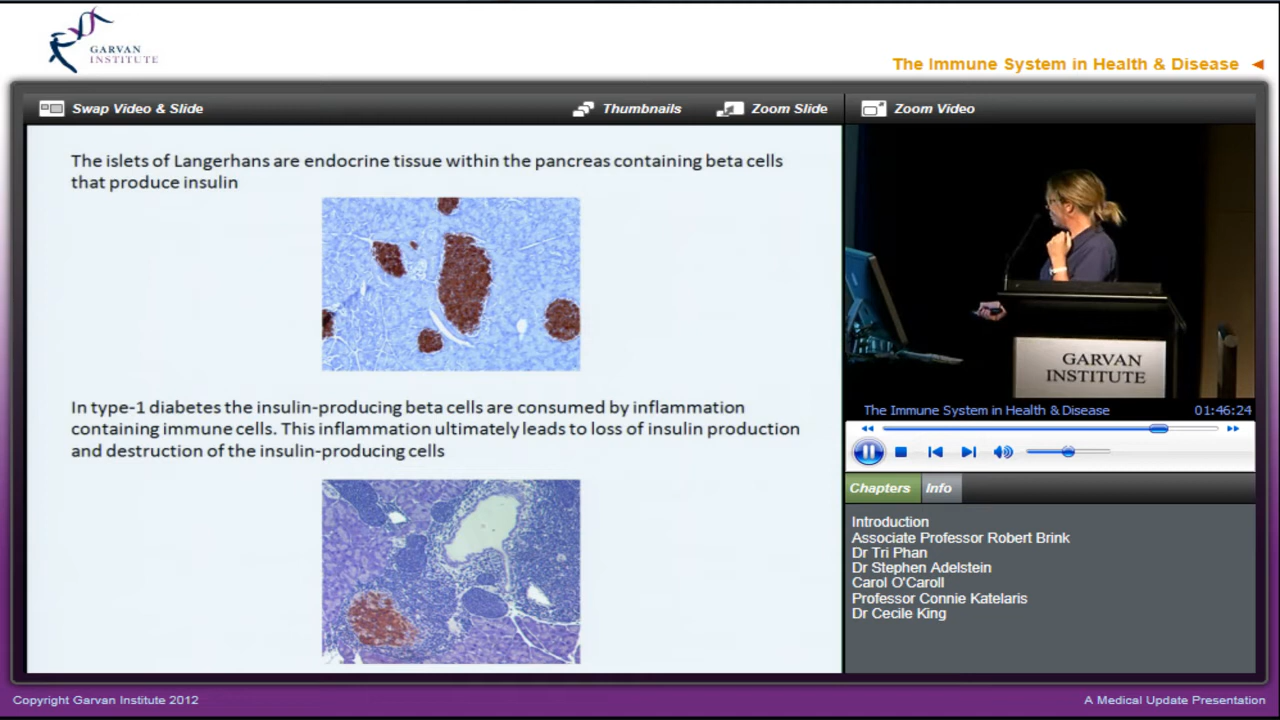 GARVAN
INSTITUTE
The Immune System in Health & Disease
Swap Video & Slide
Thumbnails
Zoom Slide
Zoom Video
The islets of Langerhans are endocrine tissue within the pancreas containing beta cells
that produce insulin
In type-1 diabetes the insulin-producing beta cells are consumed by inflammation
containing immune cells. This inflammation ultimately leads to loss of insulin production
and destruction of the insulin-producing cells
GARVAN
INSTITUTE
The Immune System in Health & Disease
01:46:24
Chapters
Info
Introduction
Associate Professor Robert Brink
Dr Tri Phan
Dr Stephen Adelstein
Carol O'Caroll
Professor Connie Katelaris
Dr Cecile King
Copyright Garvan Institute 2012
A Medical Update Presentation